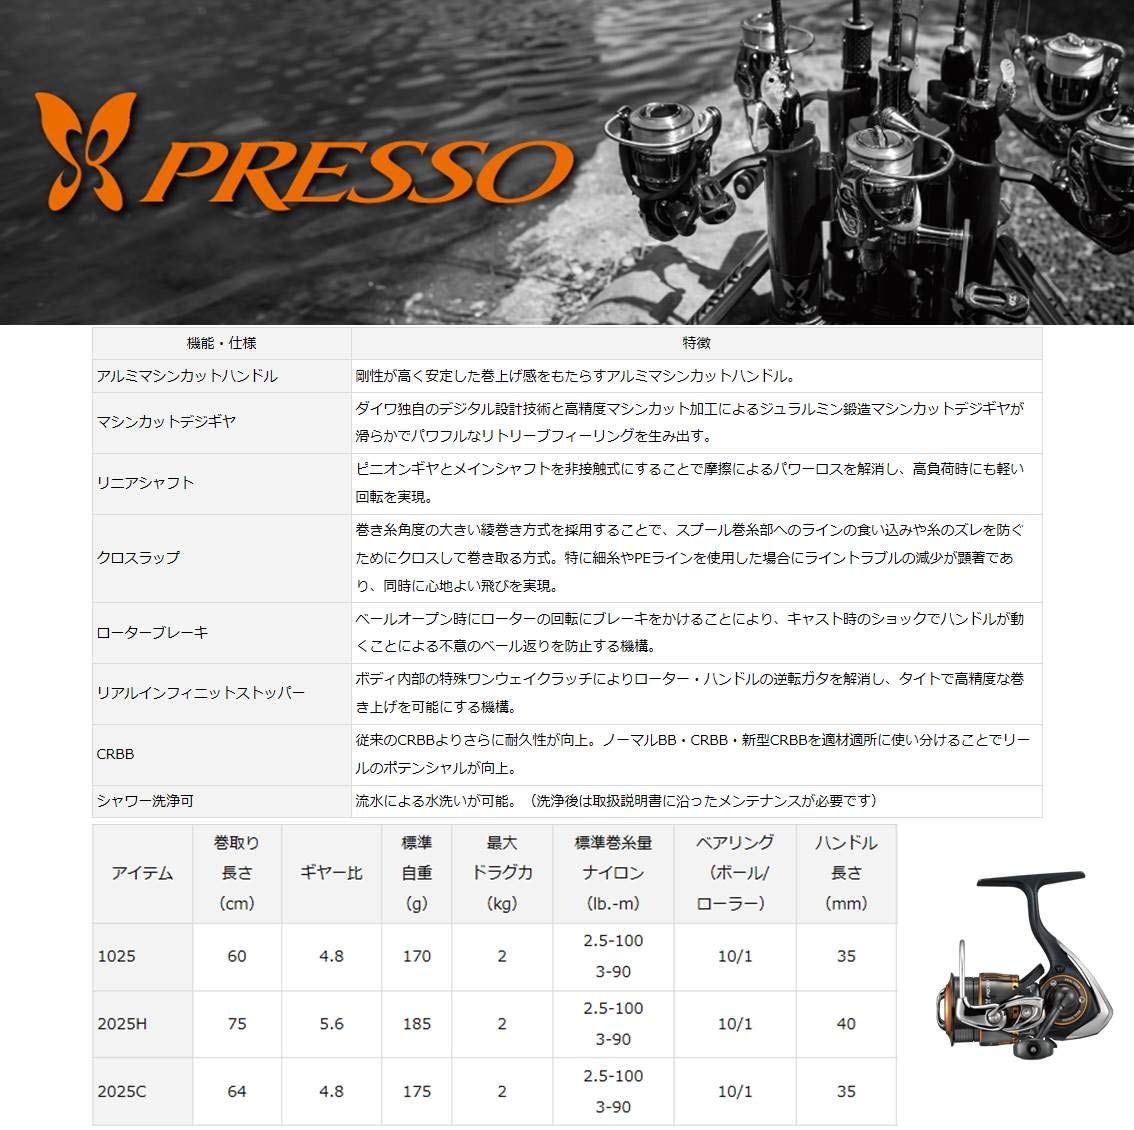 PRESSO
機能・仕様 特徴
アルミマシンカットハンドル 剛性が高く安定した巻上げ感をもたらすアルミマシンカットハンドル。
マシンカットデジギヤ
ダイワ独自のデジタル設計技術と高精度マシンカット加工によるジュラルミン鍛造マシンカットデジギヤが
滑らかでパワフルなリトリーブフィーリングを生み出す。
リニアシャフト
ピニオンギヤとメインシャフトを非接触式にすることで摩擦によるパワーロスを解消し、高負荷時にも軽い
回転を実現。
クロスラップ
巻き糸角度の大きい綾巻き方式を採用することで、スプール巻糸部へのラインの食い込みや糸のズレを防ぐ
ためにクロスして巻き取る方式。特に細糸やPEラインを使用した場合にライントラブルの減少が顕著であ
り、同時に心地よい飛びを実現。
ローターブレーキ
ベールオープン時にローターの回転にブレーキをかけることにより、キャスト時のショックでハンドルが動
くことによる不意のベール返りを防止する機構。
リアルインフィニットストッパー
ボディ内部の特殊ワンウェイクラッチによりローター・ハンドルの逆転ガタを解消し、タイトで高精度な巻
き上げを可能にする機構。
CRBB
従来のCRBBよりさらに耐久性が向上。ノーマルBB・CRBB・新型CRBBを適材適所に使い分けることでリー
ルのポテンシャルが向上。
シャワー洗浄可 流水による水洗いが可能。（洗浄後は取扱説明書に沿ったメンテナンスが必要です）
アイテム
巻取り
長さ
（cm）
ギヤー比
標準
自重
（g）
最大
ドラグ力
（kg）
標準巻糸量
ナイロン
（lb.-m）
ベアリング
（ボール/
ローラー）
ハンドル
長さ
（mm）
1025 60 4.8 170 2 2.5-100 10/1 35
3-90
2025H 75 5.6 185 2 2.5-100 10/1 40
3-90
2025C 64 4.8 175 2 2.5-100 10/1 35
3-90